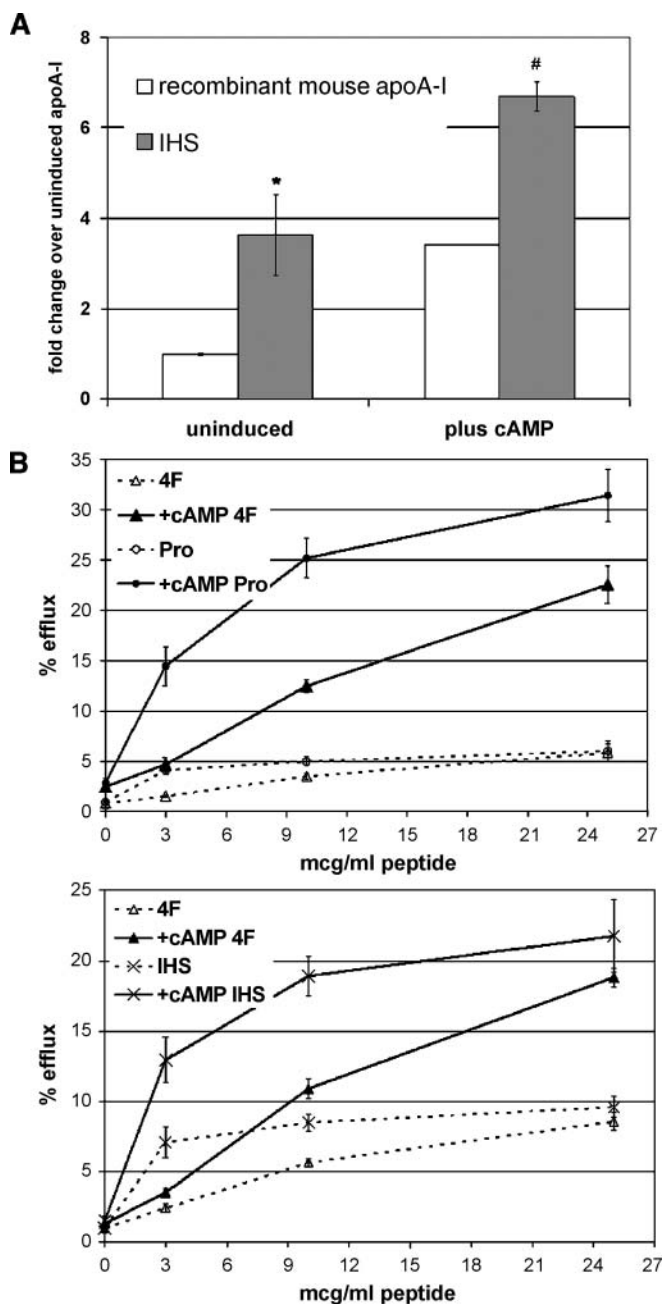 A
fold change over uninduced apoA-I
8
6
4
2
0
recombinant mouse apoA-I
IHS
*
#
uninduced
plus cAMP
B
% efflux
35
30
25
20
15
10
5
0
4F
+cAMP 4F
Pro
+cAMP Pro
0 3 6 9 12 15 18 21 24 27
mcg/ml peptide
% efflux
25
20
15
10
5
0
4F
+cAMP 4F
IHS
+cAMP IHS
0 3 6 9 12 15 18 21 24 27
mcg/ml peptide